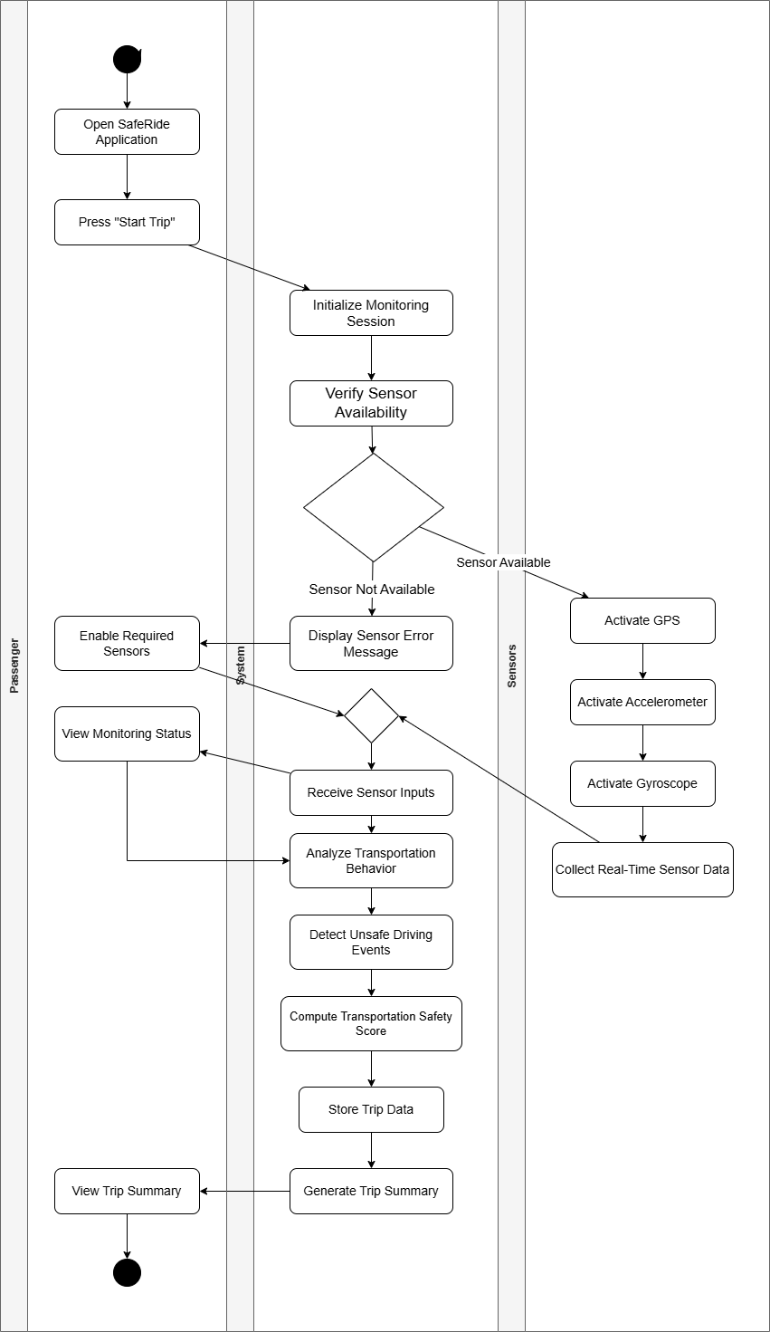 Open SafeRide
Application
Press "Start Trip"
Initialize Monitoring
Session
Verify Sensor
Availability
Sensor Available
Sensor Not Available
Enable Required
Sensors
Display Sensor Error
Message
Activate GPS
Passenger
System
Sensors
Activate Accelerometer
View Monitoring Status
Receive Sensor Inputs
Activate Gyroscope
Analyze Transportation
Behavior
Collect Real-Time Sensor Data
Detect Unsafe Driving
Events
Compute Transportation Safety
Score
Store Trip Data
View Trip Summary
Generate Trip Summary